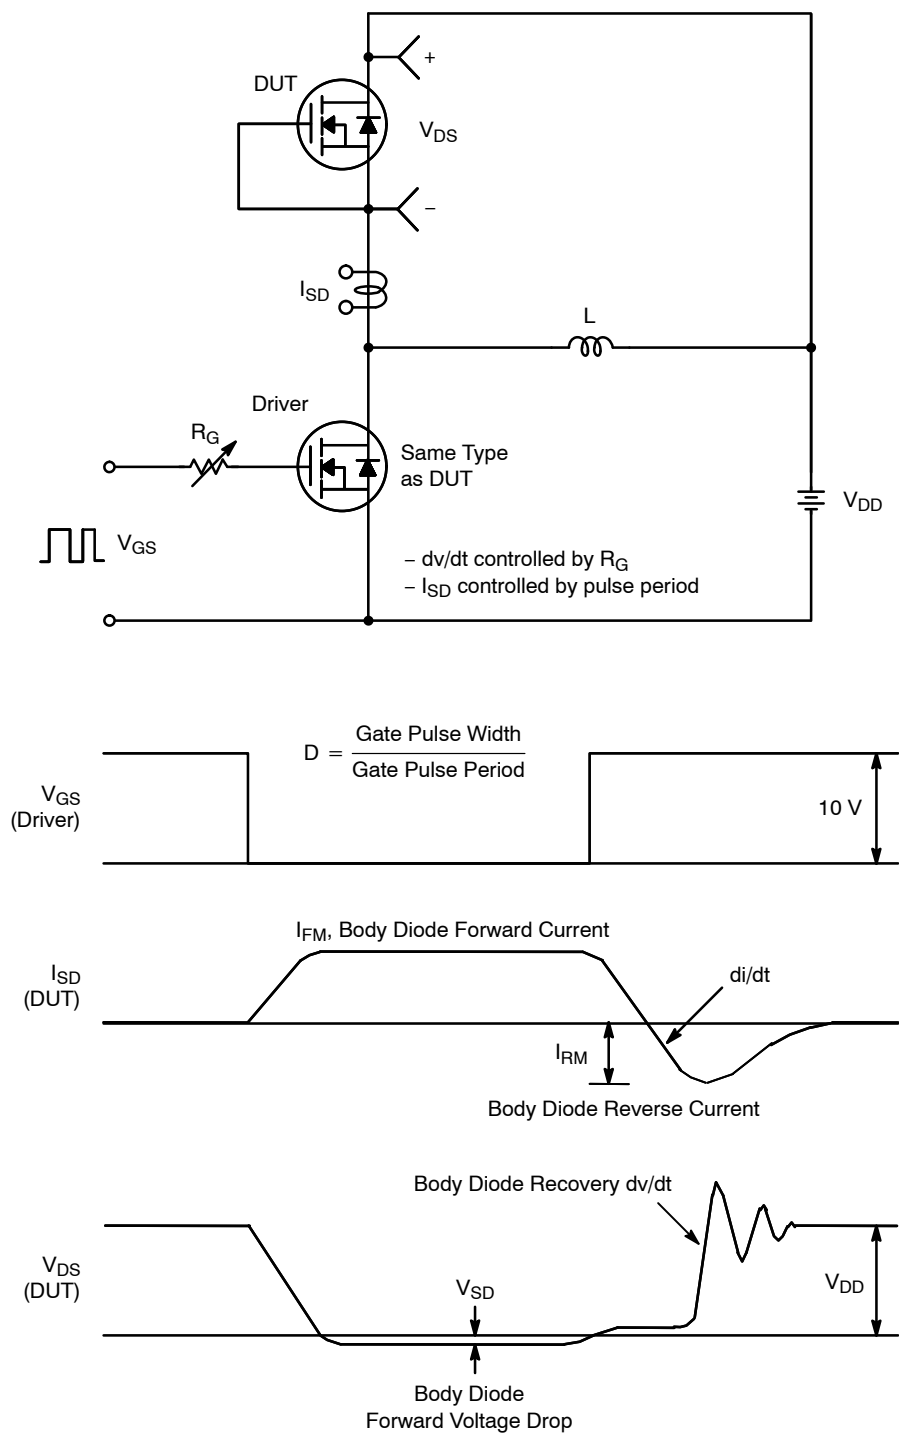 +
DUT
V_DS
–
I_SD
L
Driver
R_G
Same Type
as DUT
V_DD
V_GS
– dv/dt controlled by R_G
– I_SD controlled by pulse period
D = Gate Pulse Width / Gate Pulse Period
V_GS
(Driver)
10 V
I_FM, Body Diode Forward Current
I_SD
(DUT)
di/dt
I_RM
Body Diode Reverse Current
Body Diode Recovery dv/dt
V_DS
(DUT)
V_SD
V_DD
Body Diode
Forward Voltage Drop